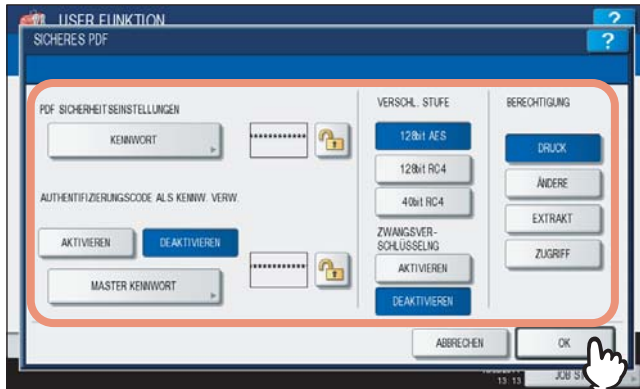 USER FUNKTION
?
SICHERES PDF
?
PDF SICHERHEITSEINSTELLUNGEN
KENNWORT
************
AUTHENTIFIZIERUNGSCODE ALS KENNW. VERW.
AKTIVIEREN
DEAKTIVIEREN
MASTER KENNWORT
************
VERSCHL. STUFE
128bit AES
128bit RC4
40bit RC4
ZWANGSVER-
SCHLÜSSELNG
AKTIVIEREN
DEAKTIVIEREN
BERECHTIGUNG
DRUCK
ÄNDERE
EXTRAKT
ZUGRIFF
ABBRECHEN
OK
13:13
JOB